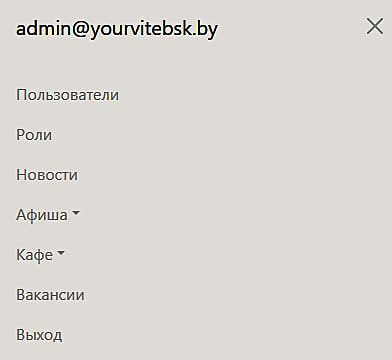 admin@yourvitebsk.by
Пользователи
Роли
Новости
Афиша
Кафе
Вакансии
Выход